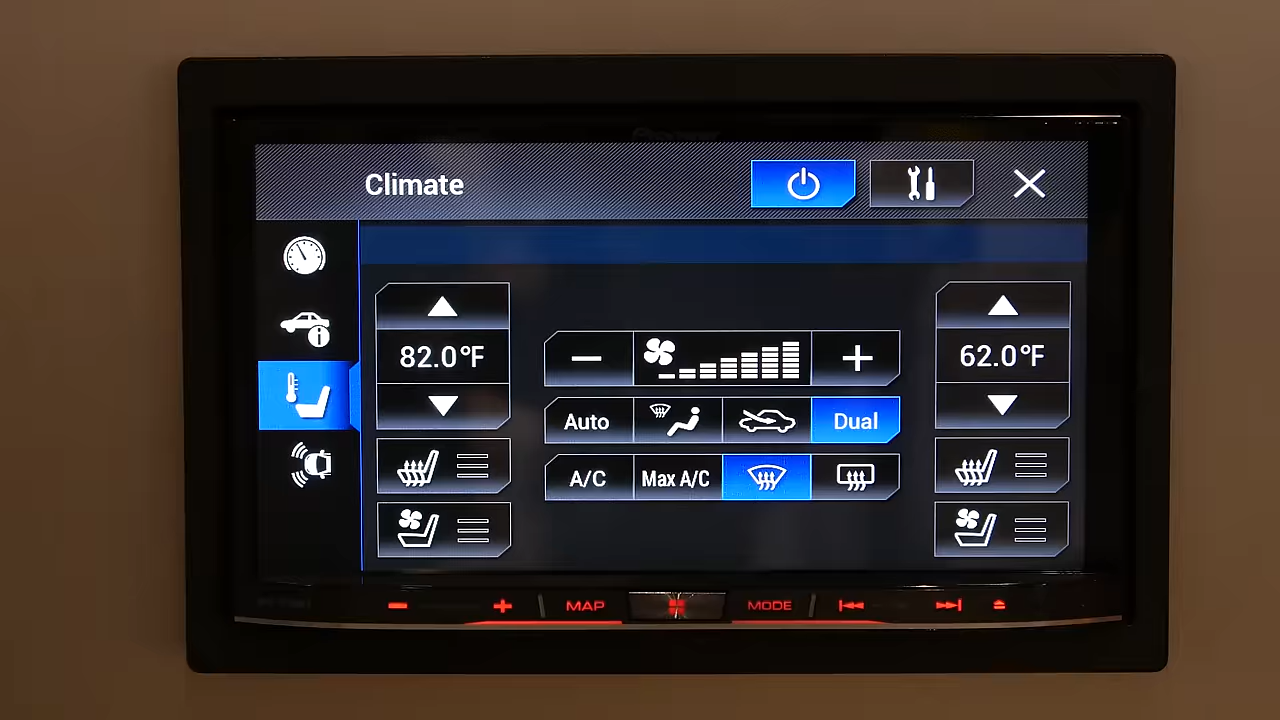 Climate
82.0°F
62.0°F
Auto
Dual
A/C
Max A/C
MAP
MODE